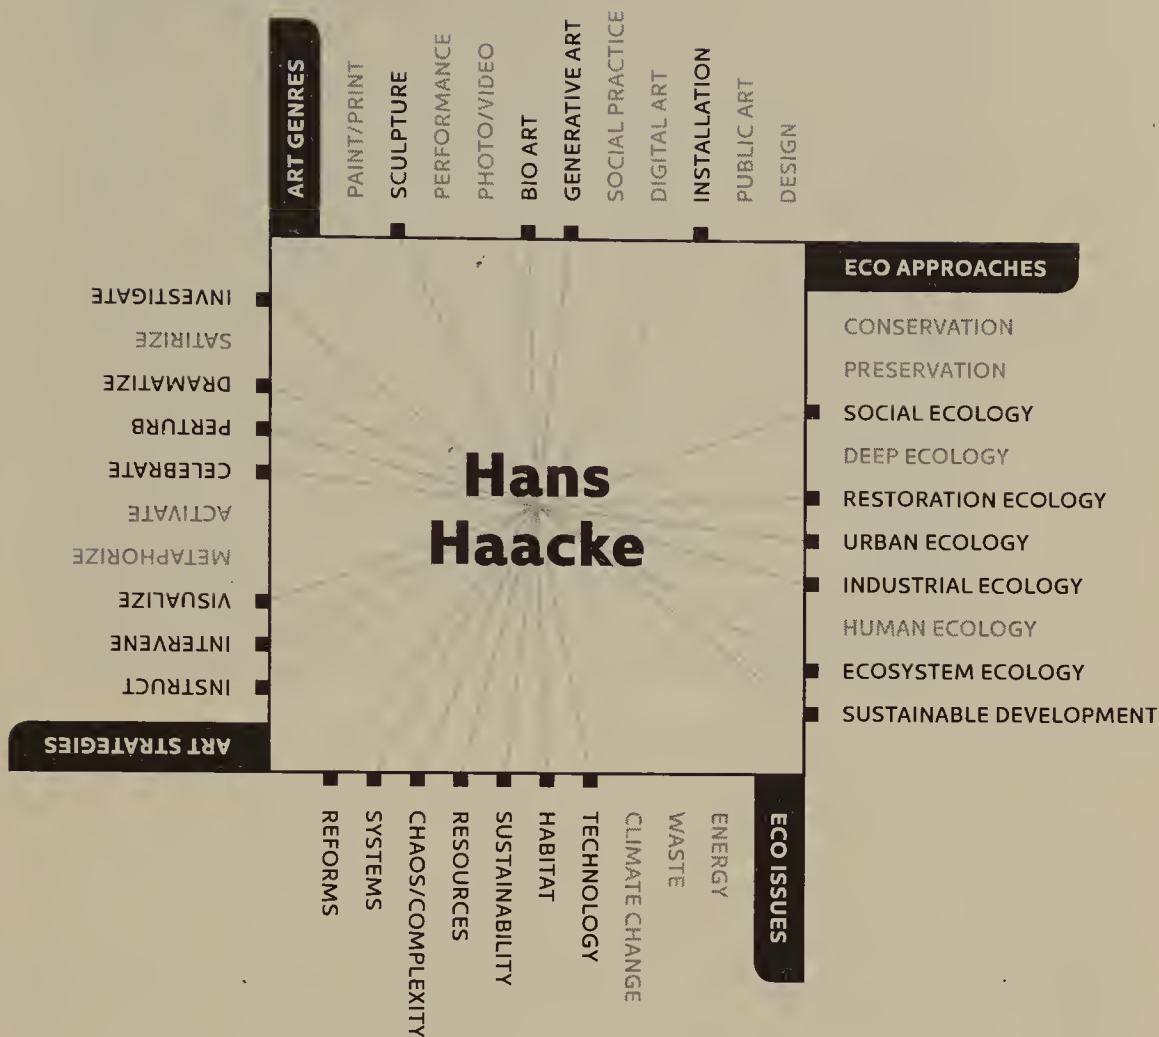 ART GENRES
PAINT/PRINT
SCULPTURE
PERFORMANCE
PHOTO/VIDEO
BIO ART
GENERATIVE ART
SOCIAL PRACTICE
DIGITAL ART
INSTALLATION
PUBLIC ART
DESIGN
ECO APPROACHES
CONSERVATION
PRESERVATION
SOCIAL ECOLOGY
DEEP ECOLOGY
RESTORATION ECOLOGY
URBAN ECOLOGY
INDUSTRIAL ECOLOGY
HUMAN ECOLOGY
ECOSYSTEM ECOLOGY
SUSTAINABLE DEVELOPMENT
ECO ISSUES
ENERGY
WASTE
CLIMATE CHANGE
TECHNOLOGY
HABITAT
SUSTAINABILITY
RESOURCES
CHAOS/COMPLEXITY
SYSTEMS
REFORMS
ART STRATEGIES
INSTRUCT
INTERVENE
VISUALIZE
METAPHORIZE
ACTIVATE
CELEBRATE
PERTURB
DRAMATIZE
SATIRIZE
INVESTIGATE
Hans
Haacke